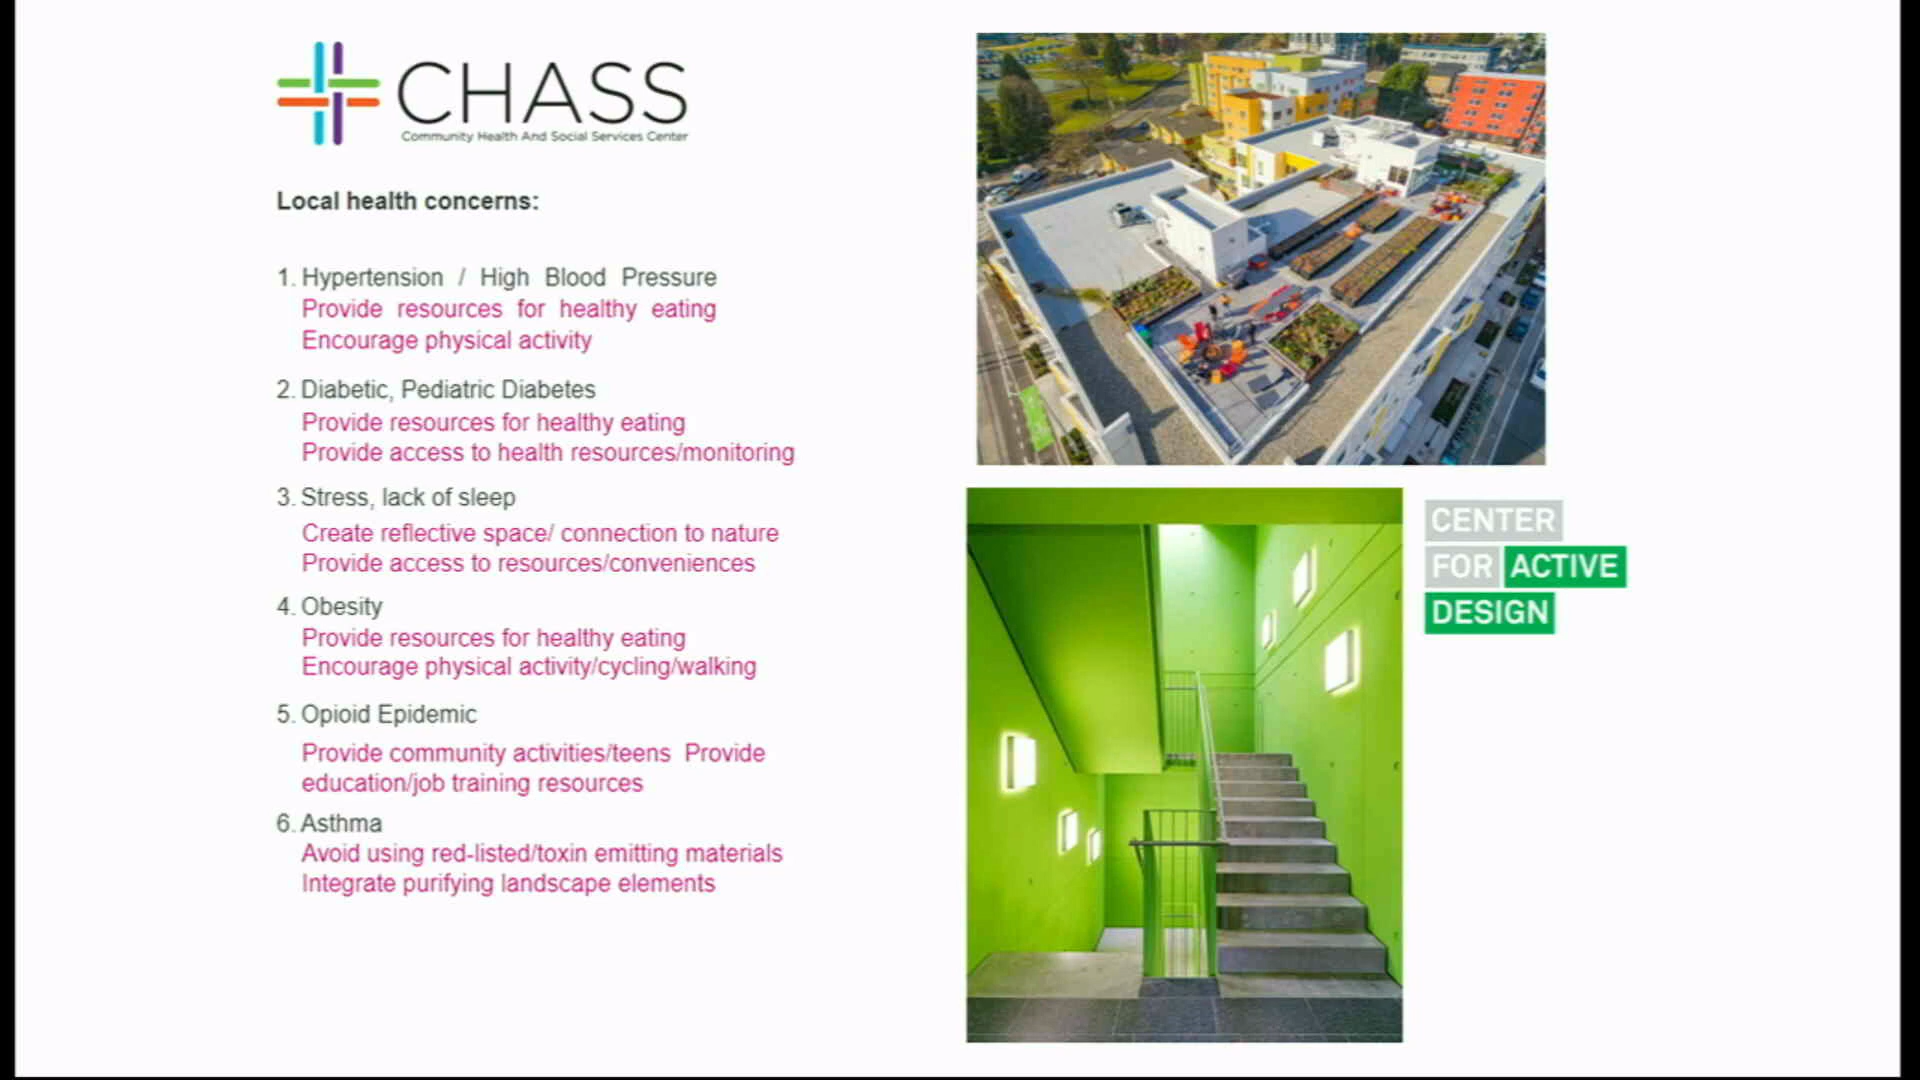 CHASS
Community Health And Social Services Center
Local health concerns:
1. Hypertension / High Blood Pressure
Provide resources for healthy eating
Encourage physical activity
2. Diabetic, Pediatric Diabetes
Provide resources for healthy eating
Provide access to health resources/monitoring
3. Stress, lack of sleep
Create reflective space/ connection to nature
Provide access to resources/conveniences
4. Obesity
Provide resources for healthy eating
Encourage physical activity/cycling/walking
5. Opioid Epidemic
Provide community activities/teens Provide
education/job training resources
6. Asthma
Avoid using red-listed/toxin emitting materials
Integrate purifying landscape elements
CENTER
FOR ACTIVE
DESIGN